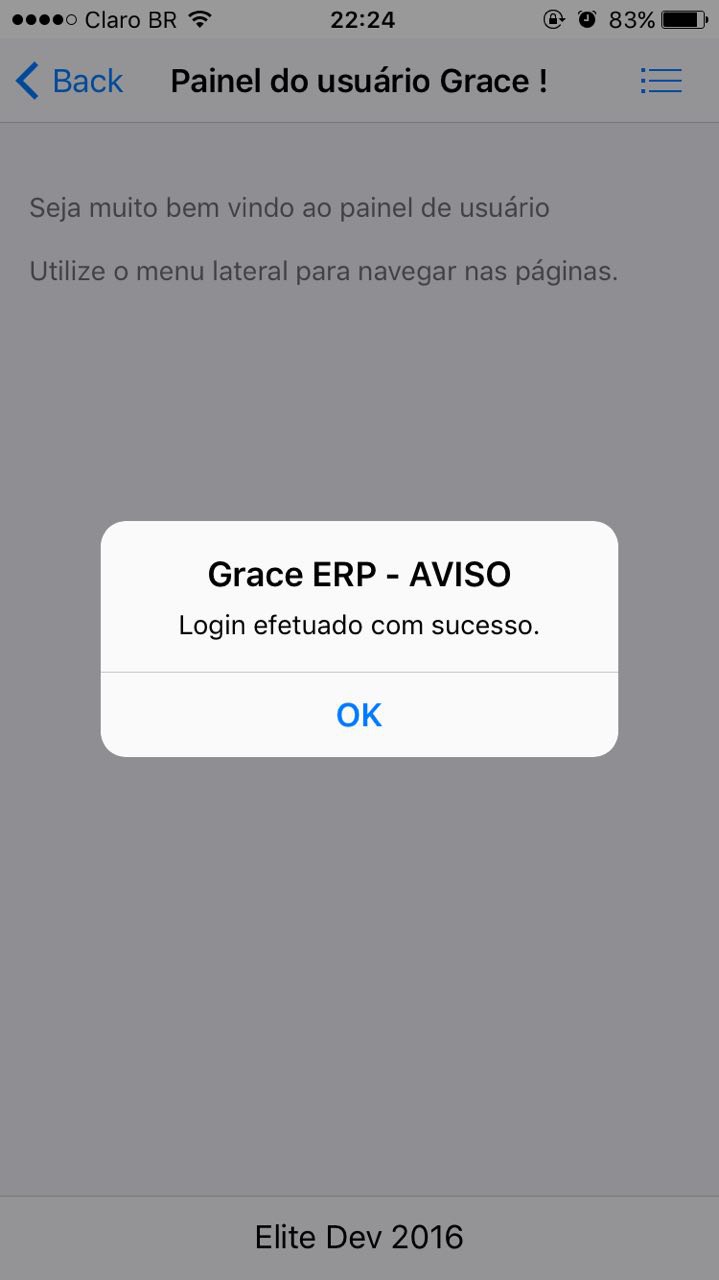 Claro BR 22:24 83%
Back Painel do usuário Grace !
Seja muito bem vindo ao painel de usuário
Utilize o menu lateral para navegar nas páginas.
Grace ERP - AVISO
Login efetuado com sucesso.
OK
Elite Dev 2016